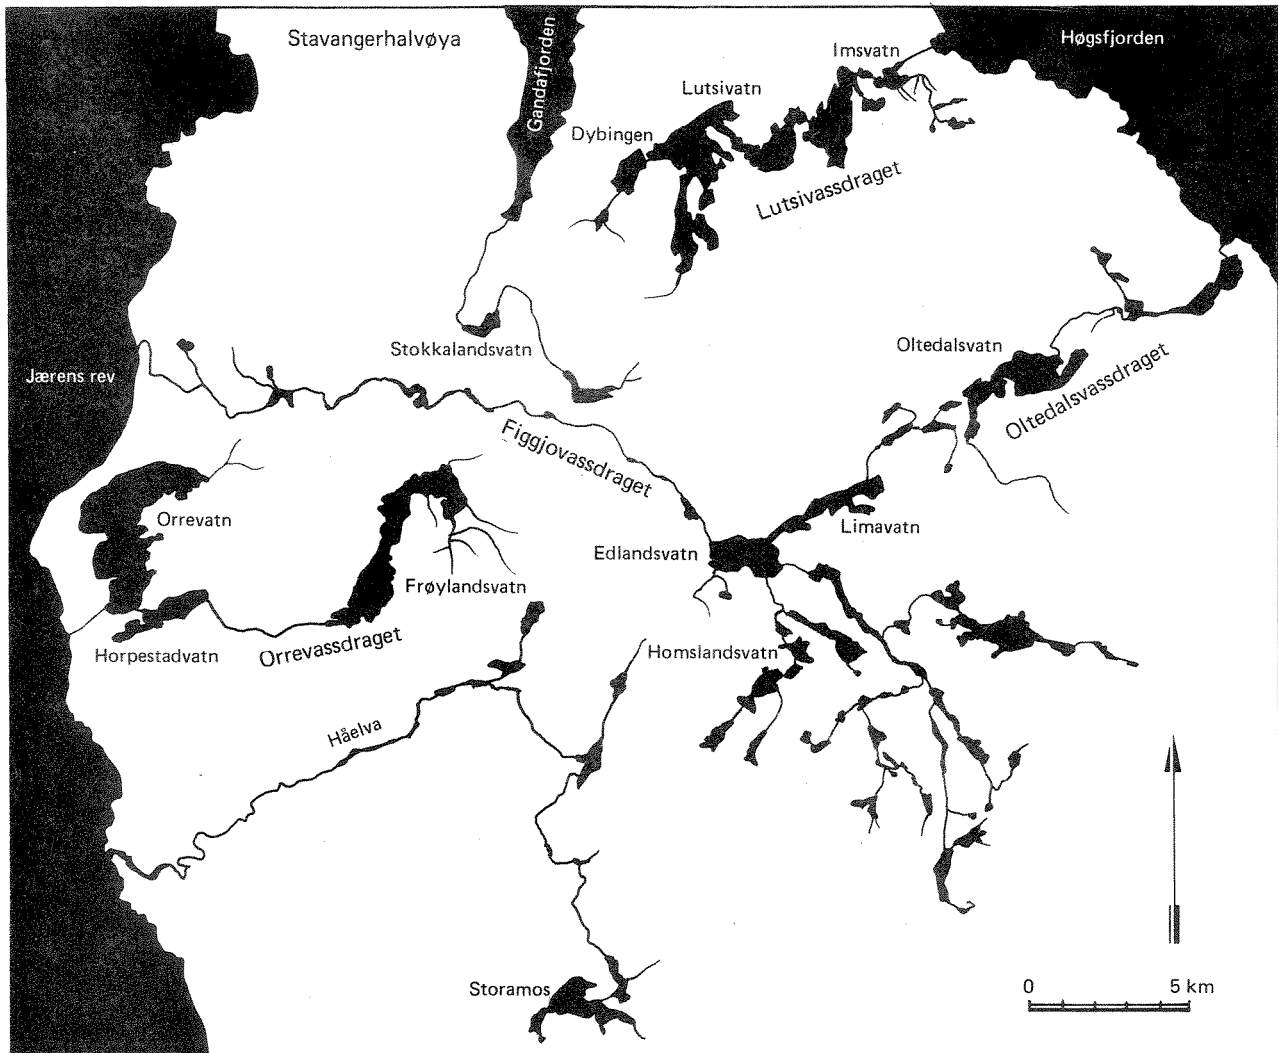 Stavangerhalvøya
Gandafjorden
Imsvatn
Høgsfjorden
Lutsivatn
Dybingen
Lutsivassdraget
Stokkalandsvatn
Oltedalsvatn
Jærens rev
Oltedalsvassdraget
Figgjovassdraget
Orrevatn
Limavatn
Edlandsvatn
Frøylandsvatn
Horpestadvatn
Orrevassdraget
Homslandsvatn
Håelva
Storamos
0 5 km